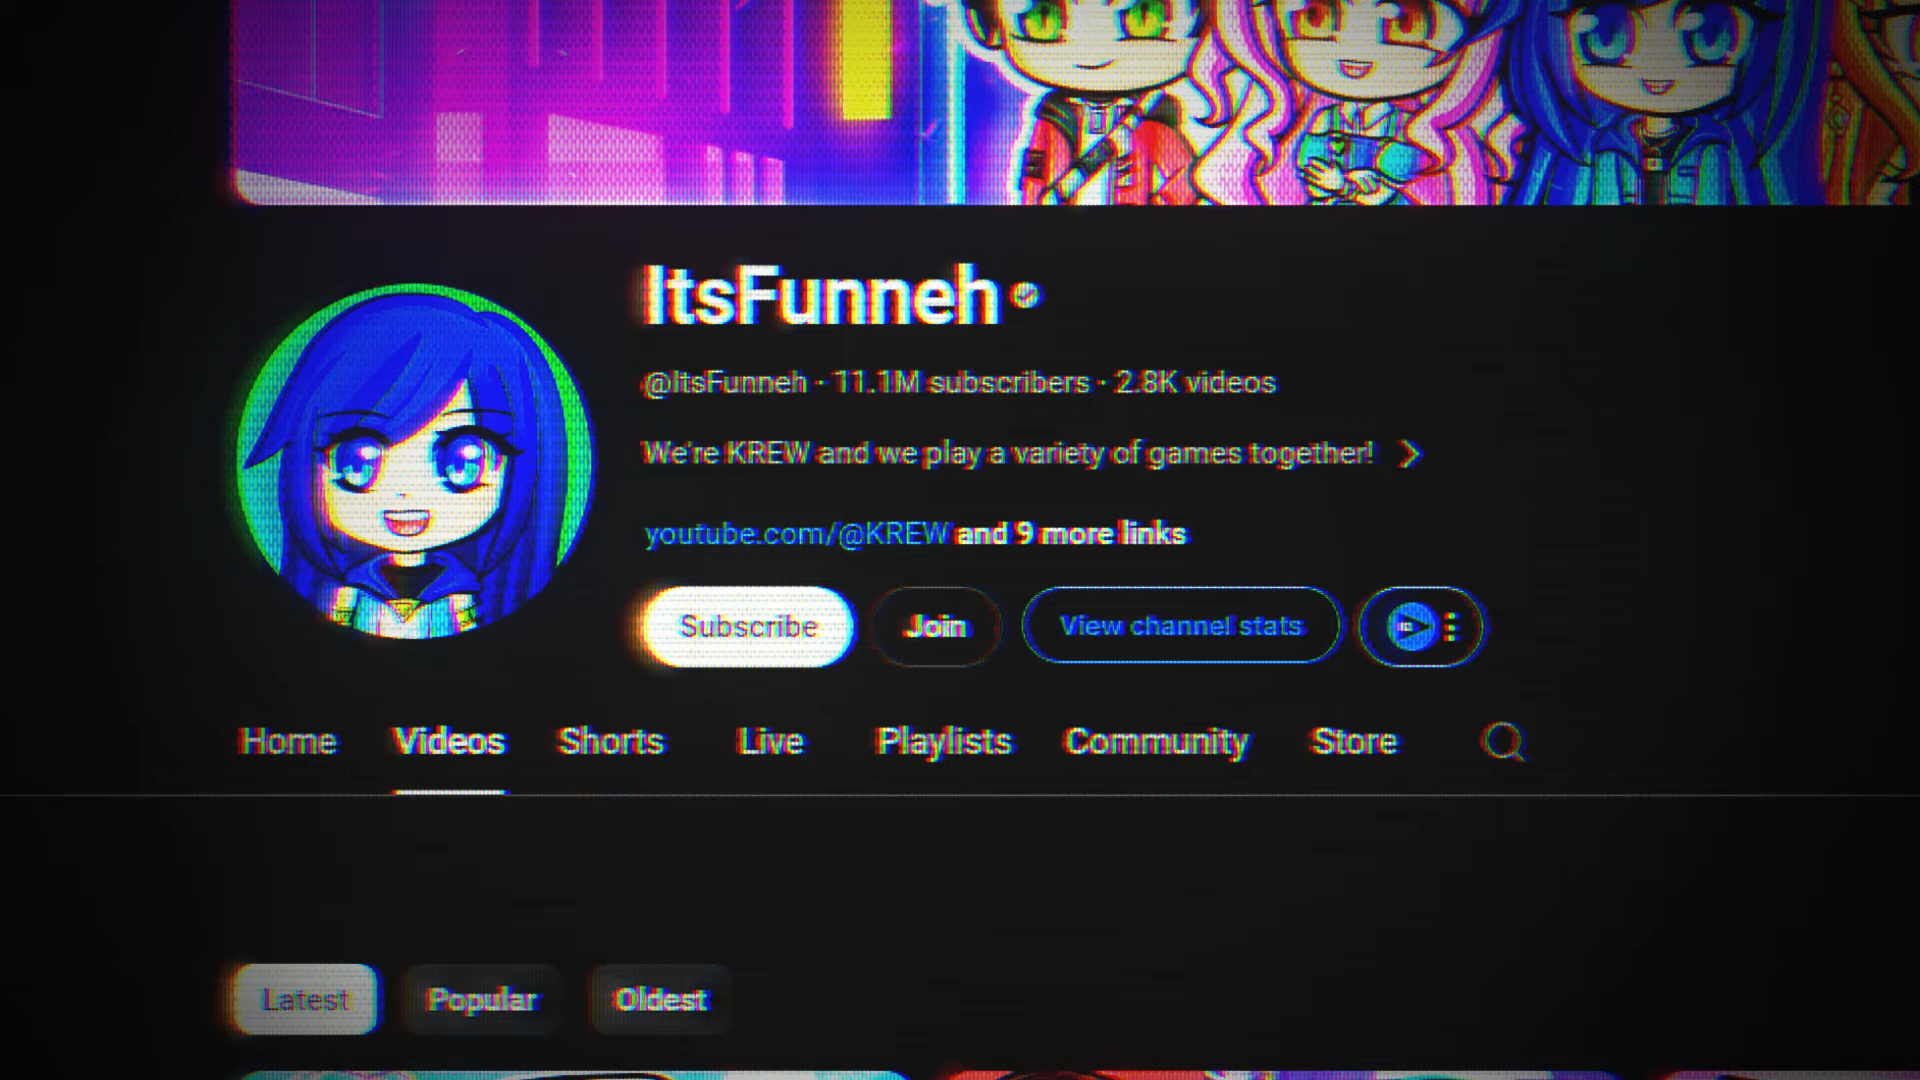 ItsFunneh
@ItsFunneh · 11.1M subscribers · 2.8K videos
We're KREW and we play a variety of games together!
youtube.com/@KREW and 9 more links
Subscribe Join View channel stats
Home Videos Shorts Live Playlists Community Store
Latest Popular Oldest